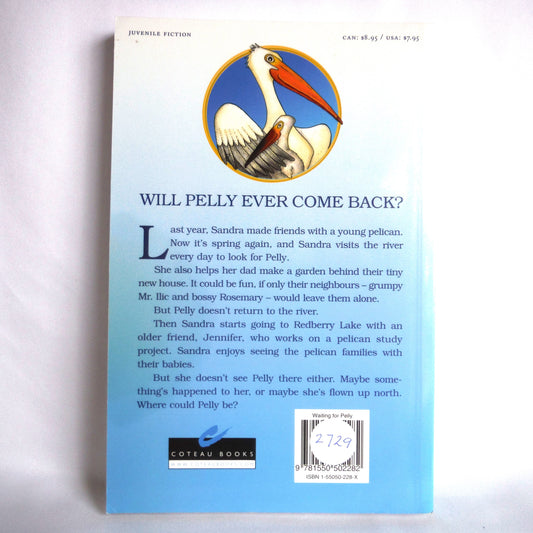 JUVENILE FICTION
CAN: $8.95 / USA: $7.95
WILL PELLY EVER COME BACK?
Last year, Sandra made friends with a young pelican.
Now it's spring again, and Sandra visits the river
every day to look for Pelly.
She also helps her dad make a garden behind their tiny
new house. It could be fun, if only their neighbours – grumpy
Mr. Ilic and bossy Rosemary – would leave them alone.
But Pelly doesn't return to the river.
Then Sandra starts going to Redberry Lake with an
older friend, Jennifer, who works on a pelican study
project. Sandra enjoys seeing the pelican families with
their babies.
But she doesn't see Pelly there either. Maybe some-
thing's happened to her, or maybe she's flown up north.
Where could Pelly be?
Waiting for Pelly
2729
9 781550 502282
ISBN 1-55050-228-X
COTEAU BOOKS
www.coteaubooks.com